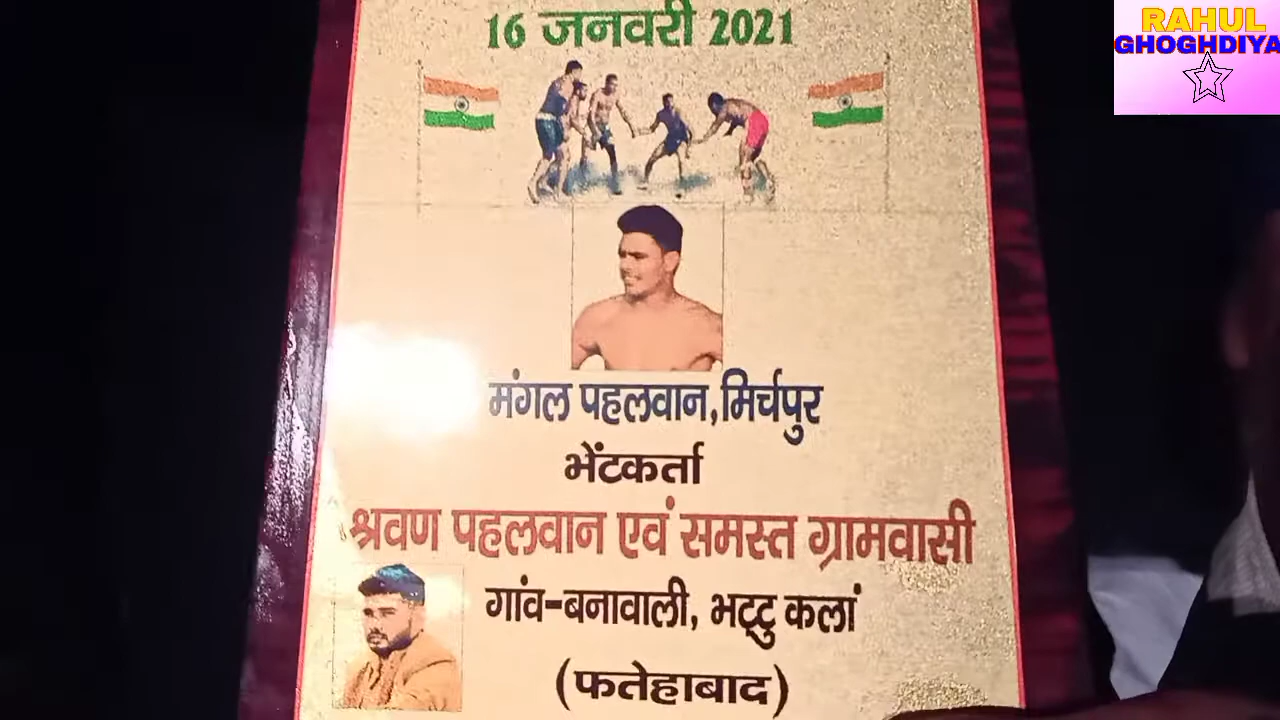 16 जनवरी 2021
RAHUL
GHOGHDIYA
मंगल पहलवान,मिर्चपुर
भेंटकर्ता
श्रवण पहलवान एवं समस्त ग्रामवासी
गांव-बनावाली, भट्टु कलां
(फतेहाबाद)